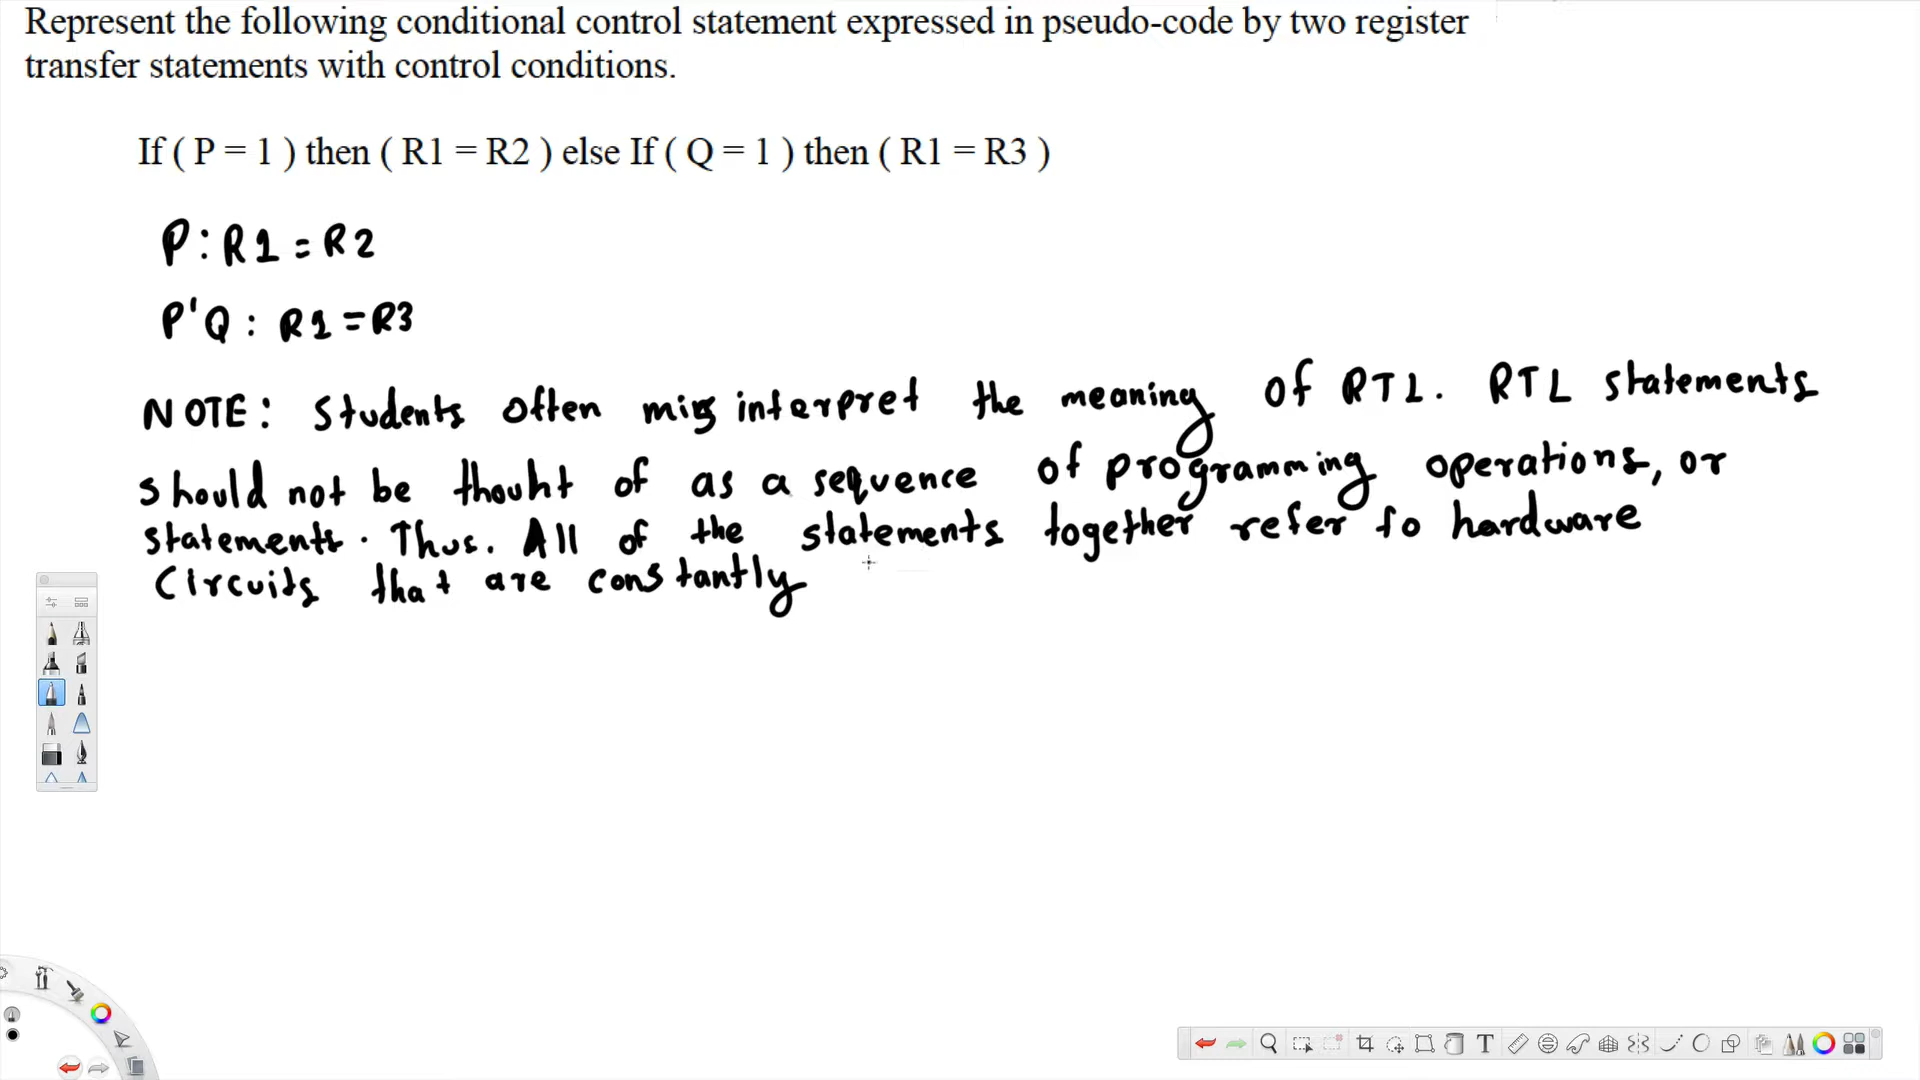 Represent the following conditional control statement expressed in pseudo-code by two register
transfer statements with control conditions.
If ( P = 1 ) then ( R1 = R2 ) else If ( Q = 1 ) then ( R1 = R3 )
P : R1 = R2
P'Q : R1 = R3
NOTE : Students often misinterpret the meaning of RTL. RTL statements
should not be thouht of as a sequence of programming operations, or
statements. Thus. All of the statements together refer to hardware
Circuits that are constantly